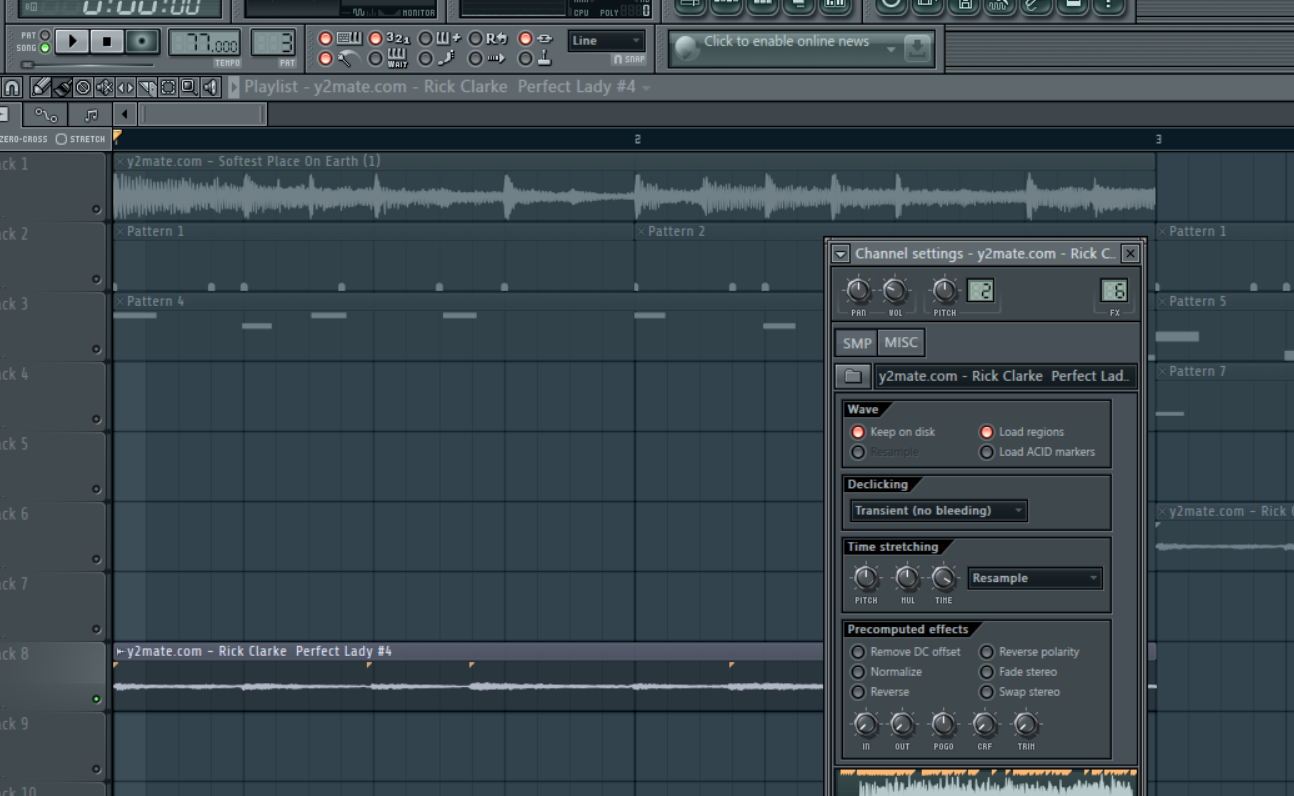 0:00:00
MONITOR
CPU POLY 0
PAT
SONG
77.000
TEMPO
3
PAT
321
WAIT
Line
SNAP
Click to enable online news
Playlist - y2mate.com - Rick Clarke Perfect Lady #4
ZERO-CROSS STRETCH
2
3
ck 1
y2mate.com - Softest Place On Earth (1)
ck 2
Pattern 1
Pattern 2
Pattern 1
ck 3
Pattern 4
Pattern 5
ck 4
Pattern 7
ck 5
ck 6
y2mate.com - Rick
ck 7
ck 8
y2mate.com - Rick Clarke Perfect Lady #4
ck 9
ck 10
Channel settings - y2mate.com - Rick C..
2
6
PAN VOL PITCH FX
SMP MISC
y2mate.com - Rick Clarke Perfect Lad..
Wave
Keep on disk Load regions
Resample Load ACID markers
Declicking
Transient (no bleeding)
Time stretching
Resample
PITCH MUL TIME
Precomputed effects
Remove DC offset Reverse polarity
Normalize Fade stereo
Reverse Swap stereo
IN OUT POGO CRF TRIM